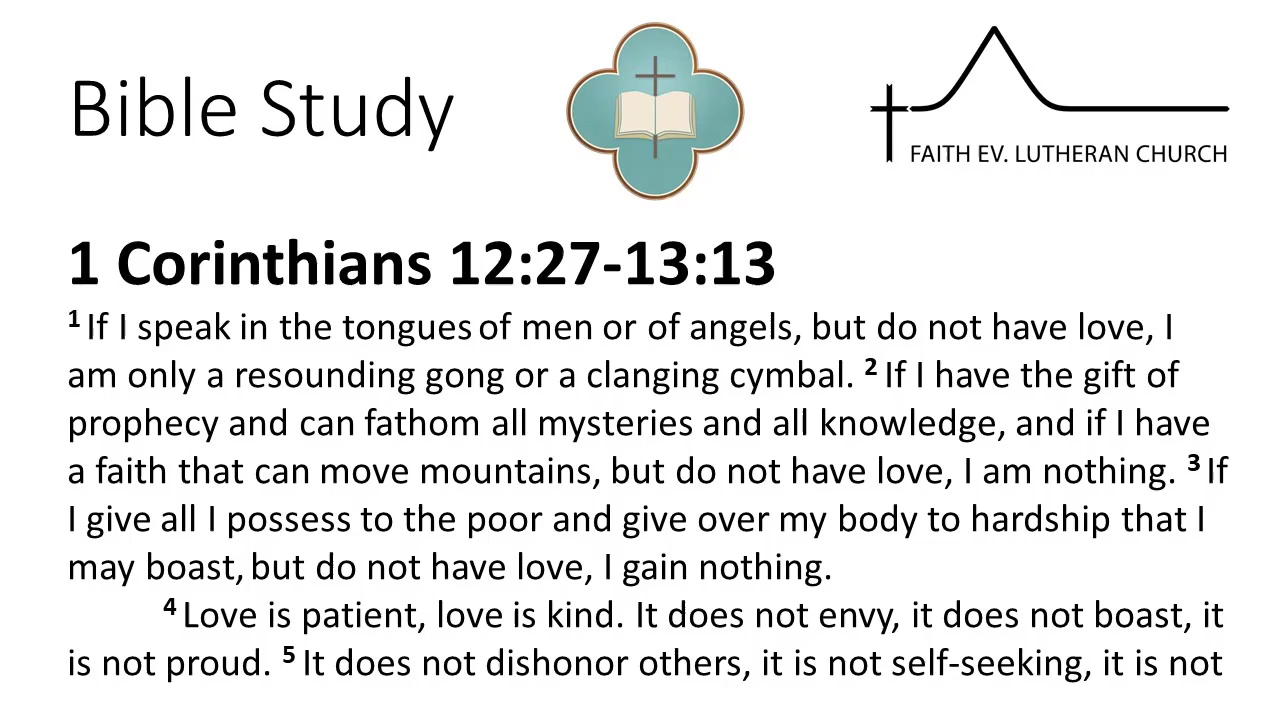 Bible Study
FAITH EV. LUTHERAN CHURCH
1 Corinthians 12:27-13:13
1 If I speak in the tongues of men or of angels, but do not have love, I
am only a resounding gong or a clanging cymbal. 2 If I have the gift of
prophecy and can fathom all mysteries and all knowledge, and if I have
a faith that can move mountains, but do not have love, I am nothing. 3 If
I give all I possess to the poor and give over my body to hardship that I
may boast, but do not have love, I gain nothing.
4 Love is patient, love is kind. It does not envy, it does not boast, it
is not proud. 5 It does not dishonor others, it is not self-seeking, it is not